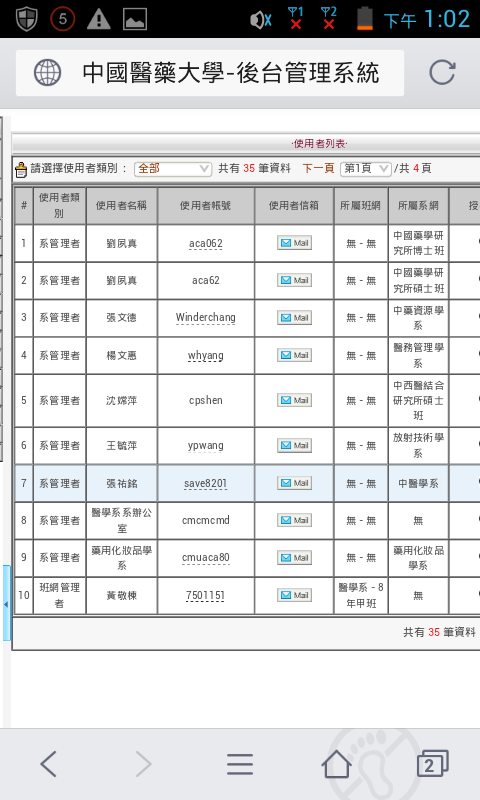 5
1 2 下午 1:02
中國醫藥大學-後台管理系統
·使用者列表·
請選擇使用者類別： 全部 共有 35 筆資料 下一頁 第1頁 /共 4 頁
# 使用者類別 使用者名稱 使用者帳號 使用者信箱 所屬班網 所屬系網 授
1 系管理者 劉夙真 aca062 Mail 無 - 無 中國藥學研究所博士班
2 系管理者 劉夙真 aca62 Mail 無 - 無 中國藥學研究所碩士班
3 系管理者 張文德 Winderchang Mail 無 - 無 中藥資源學系
4 系管理者 楊文惠 whyang Mail 無 - 無 醫務管理學系
5 系管理者 沈嫦萍 cpshen Mail 無 - 無 中西醫結合研究所碩士班
6 系管理者 王毓萍 ypwang Mail 無 - 無 放射技術學系
7 系管理者 張祐銘 save8201 Mail 無 - 無 中醫學系
8 系管理者 醫學系系辦公室 cmcmcmd Mail 無 - 無 無
9 系管理者 藥用化妝品學系 cmuaca80 Mail 無 - 無 藥用化妝品學系
10 班網管理者 黃敬棟 7501151 Mail 醫學系 - 8年甲班 無
共有 35 筆資料
2